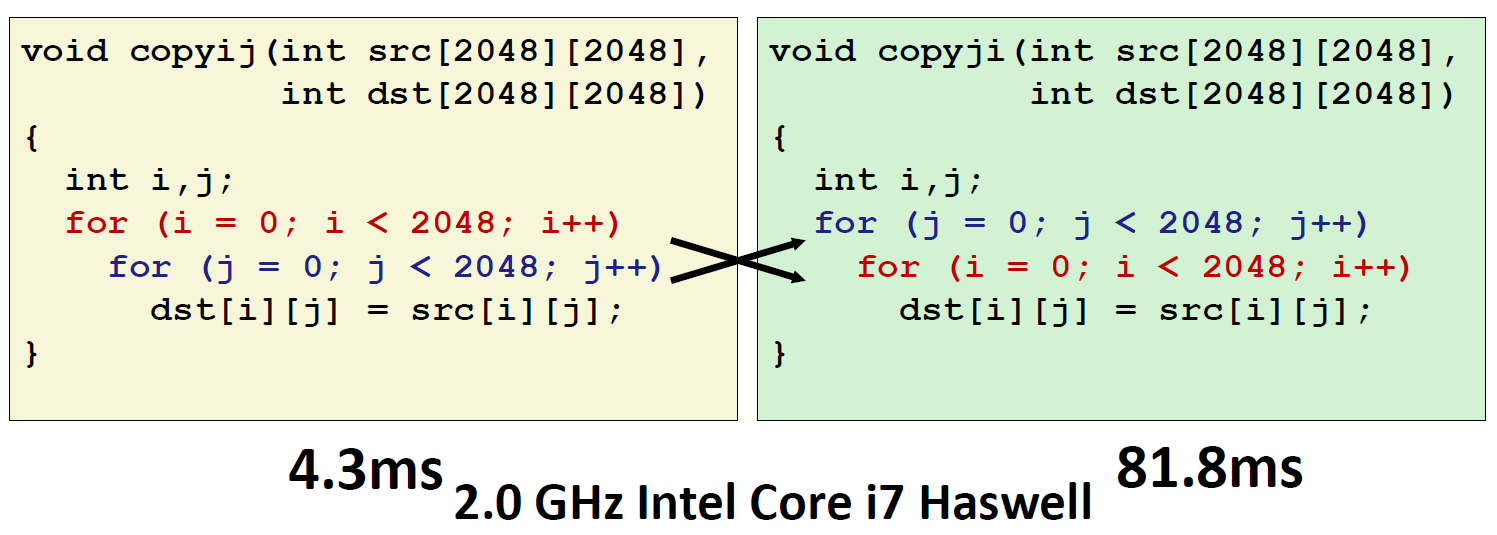 void copyij(int src[2048][2048],
            int dst[2048][2048])
{
  int i,j;
  for (i = 0; i < 2048; i++)
    for (j = 0; j < 2048; j++)
      dst[i][j] = src[i][j];
}
void copyji(int src[2048][2048],
            int dst[2048][2048])
{
  int i,j;
  for (j = 0; j < 2048; j++)
    for (i = 0; i < 2048; i++)
      dst[i][j] = src[i][j];
}
4.3ms
81.8ms
2.0 GHz Intel Core i7 Haswell